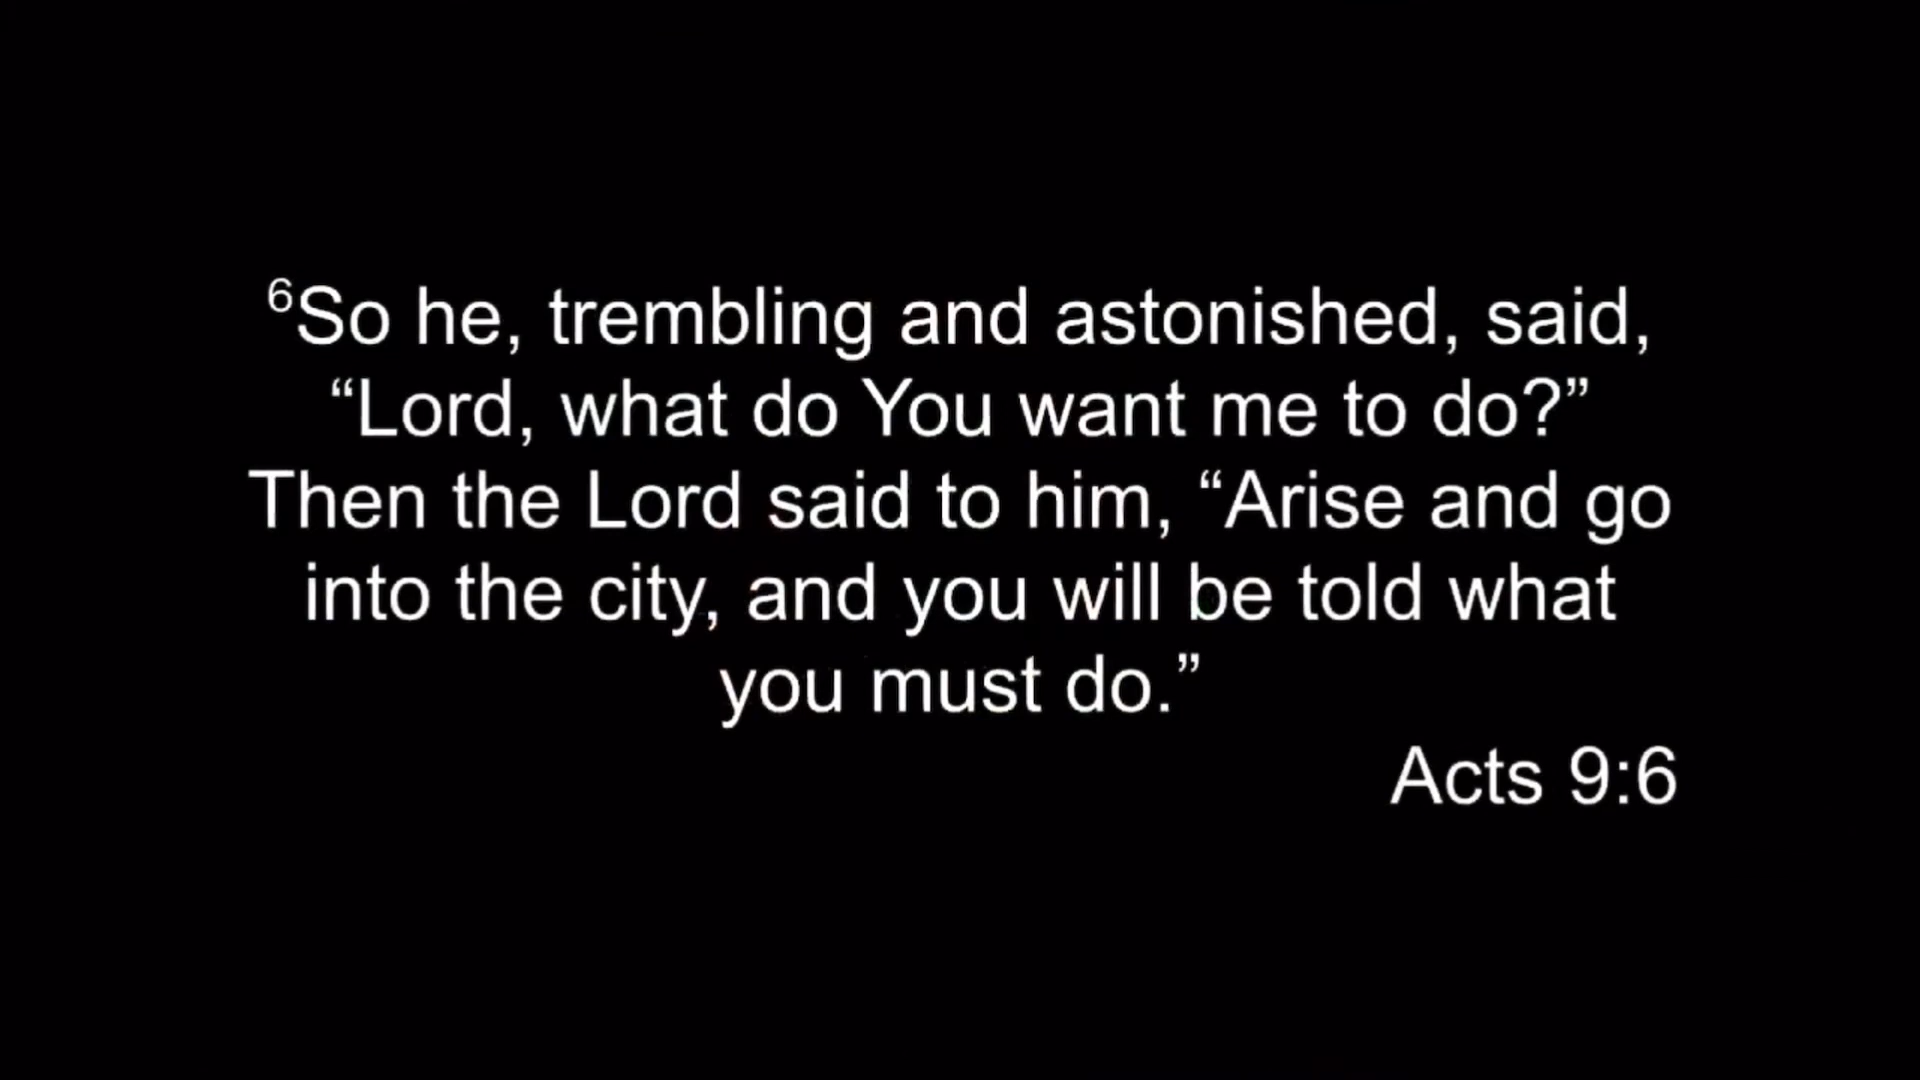 ⁶So he, trembling and astonished, said,
“Lord, what do You want me to do?”
Then the Lord said to him, “Arise and go
into the city, and you will be told what
you must do.”
Acts 9:6